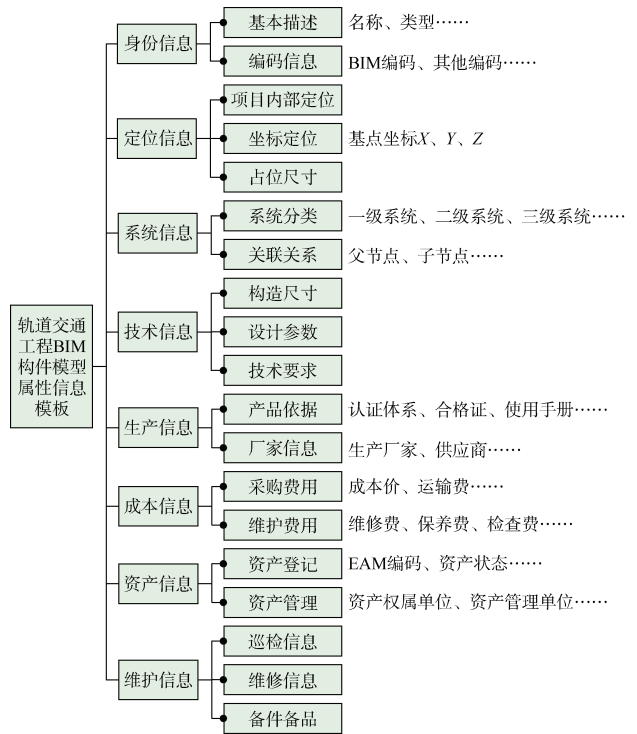 轨道交通
工程BIM
构件模型
属性信息
模板
身份信息
基本描述 名称、类型……
编码信息 BIM编码、其他编码……
定位信息
项目内部定位
坐标定位 基点坐标X、Y、Z
占位尺寸
系统信息
系统分类 一级系统、二级系统、三级系统……
关联关系 父节点、子节点……
技术信息
构造尺寸
设计参数
技术要求
生产信息
产品依据 认证体系、合格证、使用手册……
厂家信息 生产厂家、供应商……
成本信息
采购费用 成本价、运输费……
维护费用 维修费、保养费、检查费……
资产信息
资产登记 EAM编码、资产状态……
资产管理 资产权属单位、资产管理单位……
维护信息
巡检信息
维修信息
备件备品